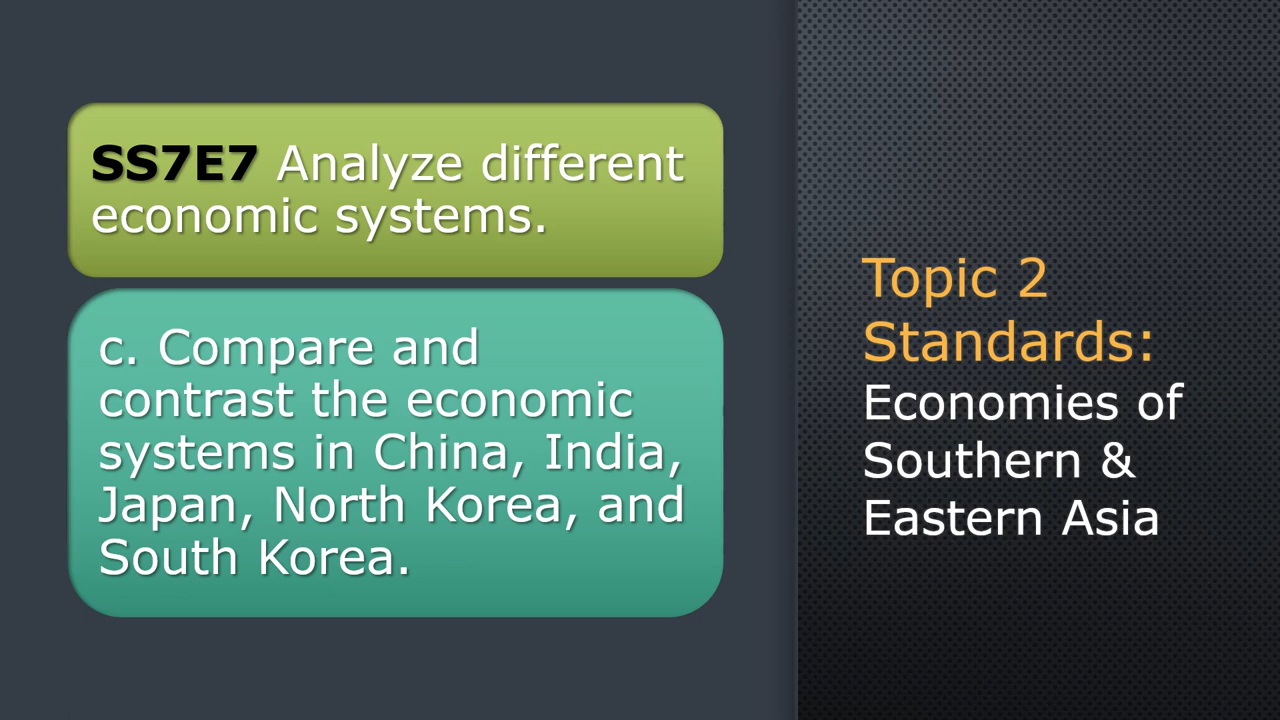 SS7E7 Analyze different
economic systems.
c. Compare and
contrast the economic
systems in China, India,
Japan, North Korea, and
South Korea.
Topic 2
Standards:
Economies of
Southern &
Eastern Asia